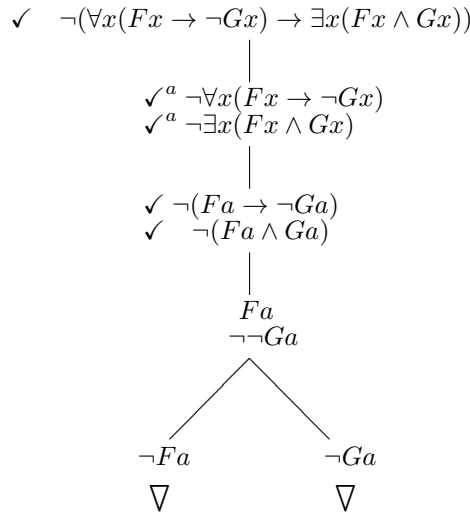 ✓ ¬(∀x(Fx → ¬Gx) → ∃x(Fx ∧ Gx))
✓ᵃ ¬∀x(Fx → ¬Gx)
✓ᵃ ¬∃x(Fx ∧ Gx)
✓ ¬(Fa → ¬Ga)
✓ ¬(Fa ∧ Ga)
Fa
¬¬Ga
¬Fa ¬Ga
▽ ▽